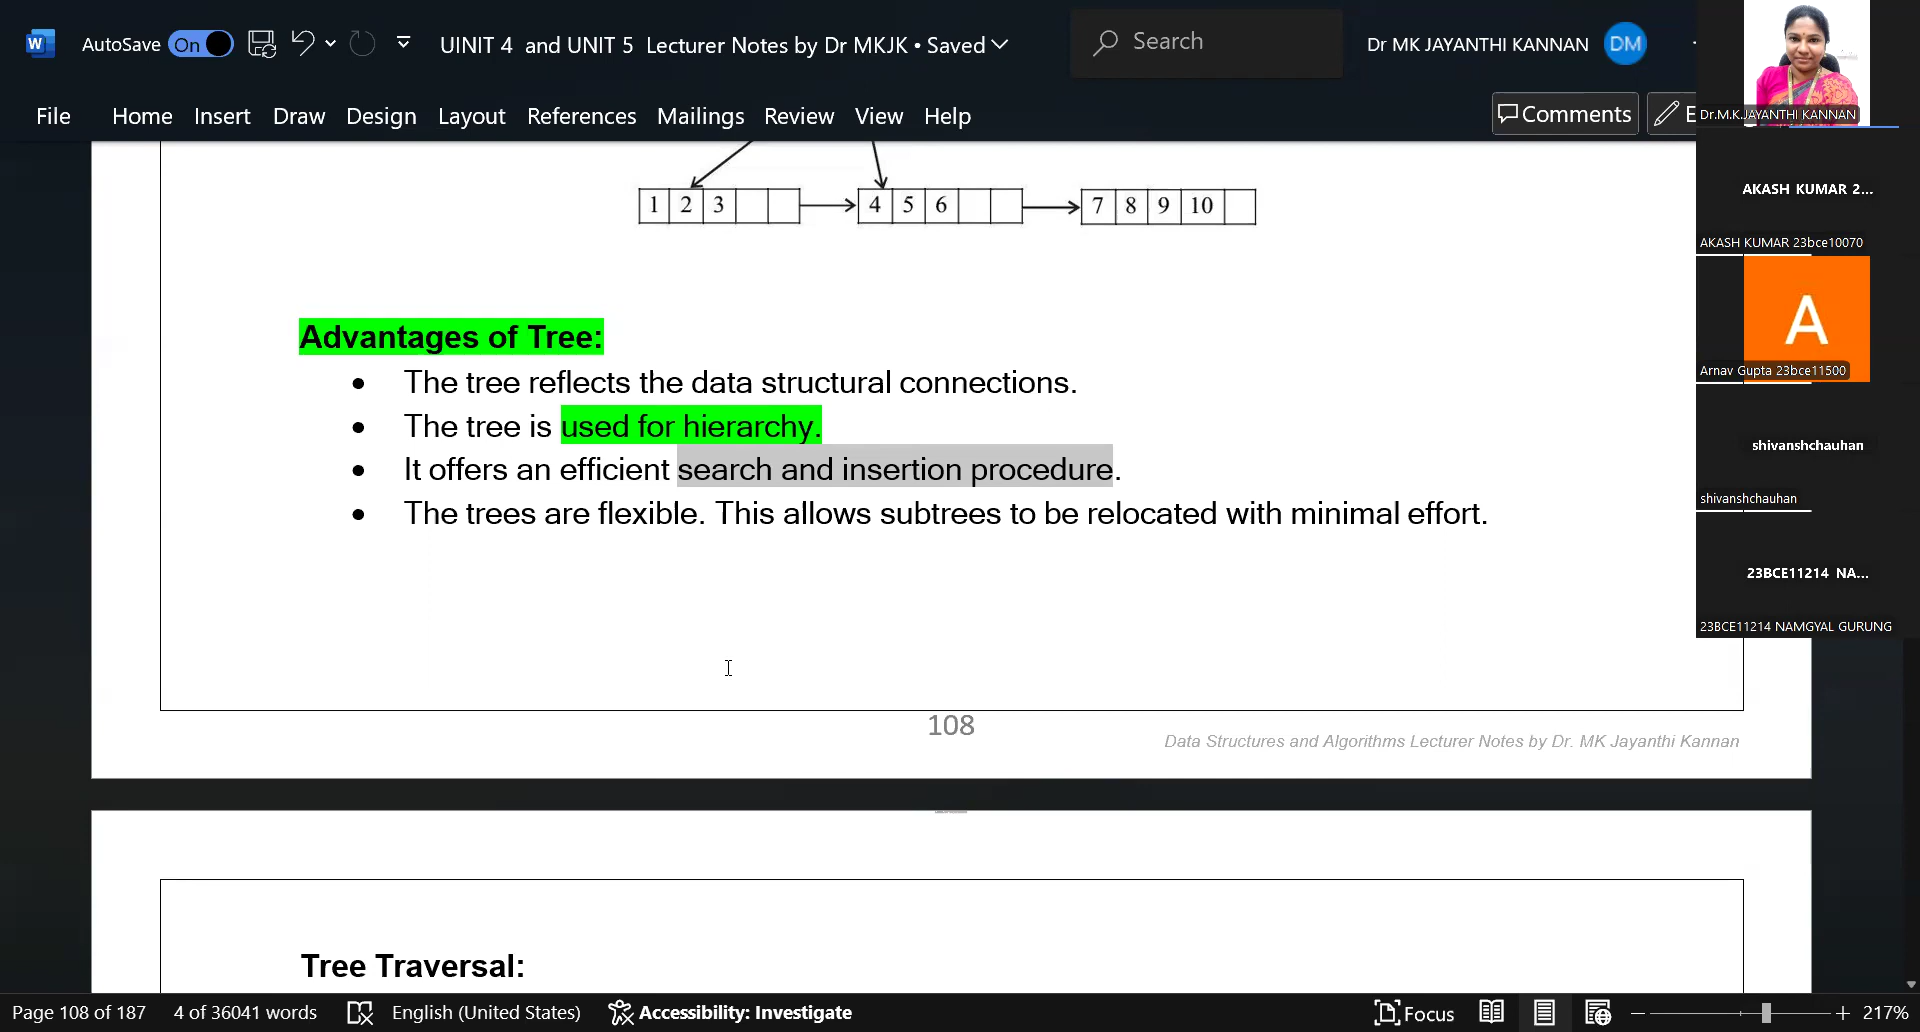 AutoSave On UINIT 4 and UNIT 5 Lecturer Notes by Dr MKJK • Saved Search Dr MK JAYANTHI KANNAN DM
File Home Insert Draw Design Layout References Mailings Review View Help Comments E
Dr.M.K.JAYANTHI KANNAN
AKASH KUMAR 2...
AKASH KUMAR 23bce10070
A
Arnav Gupta 23bce11500
shivanshchauhan
shivanshchauhan
23BCE11214 NA...
23BCE11214 NAMGYAL GURUNG
1 2 3 4 5 6 7 8 9 10
Advantages of Tree:
• The tree reflects the data structural connections.
• The tree is used for hierarchy.
• It offers an efficient search and insertion procedure.
• The trees are flexible. This allows subtrees to be relocated with minimal effort.
108
Data Structures and Algorithms Lecturer Notes by Dr. MK Jayanthi Kannan
Tree Traversal:
Page 108 of 187 4 of 36041 words English (United States) Accessibility: Investigate Focus 217%